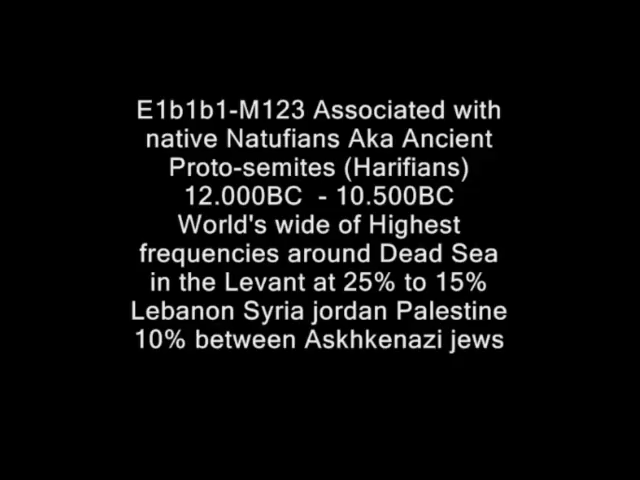 E1b1b1-M123 Associated with
native Natufians Aka Ancient
Proto-semites (Harifians)
12.000BC  - 10.500BC
World's wide of Highest
frequencies around Dead Sea
in the Levant at 25% to 15%
Lebanon Syria jordan Palestine
10% between Askhkenazi jews